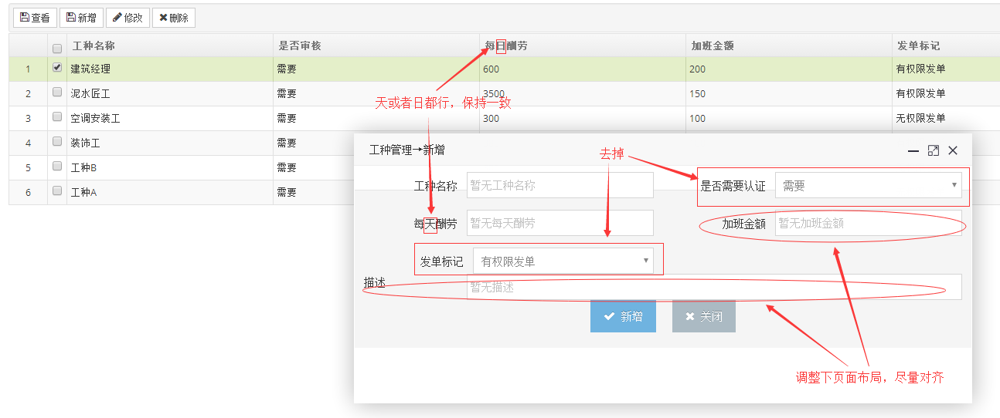 查看 新增 修改 删除
工种名称 是否审核 每日酬劳 加班金额 发单标记
1 建筑经理 需要 600 200 有权限发单
2 泥水匠工 需要 3500 150 有权限发单
天或者日都行，保持一致
3 空调安装工 需要 300 100 无权限发单
4 装饰工 需要
5 工种B 需要
6 工种A 需要
工种管理→新增
去掉
工种名称 暂无工种名称 是否需要认证 需要
每天酬劳 暂无每天酬劳 加班金额 暂无加班金额
发单标记 有权限发单
描述 暂无描述
新增 关闭
调整下页面布局，尽量对齐